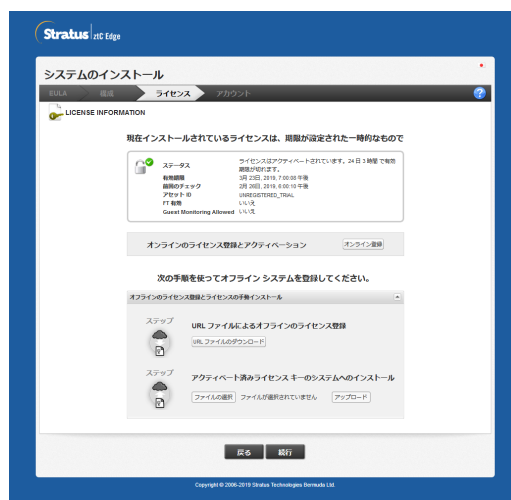 Stratus ztC Edge
システムのインストール
EULA 構成 ライセンス アカウント
LICENSE INFORMATION
現在インストールされているライセンスは、期限が設定された一時的なもので
ステータス ライセンスはアクティベートされています。24 日 3 時間 で有効
期限が切れます。
有効期限 3月 23日, 2019, 7:00:08 午後
前回のチェック 2月 26日, 2019, 6:00:10 午後
アセット ID UNREGISTERED_TRIAL
FT 有効 いいえ
Guest Monitoring Allowed いいえ
オンラインのライセンス登録とアクティベーション オンライン登録
次の手順を使ってオフライン システムを登録してください。
オフラインのライセンス登録とライセンスの手動インストール
ステップ
URL ファイルによるオフラインのライセンス登録
URL ファイルのダウンロード
ステップ
アクティベート済みライセンス キーのシステムへのインストール
ファイルの選択 ファイルが選択されていません アップロード
戻る 続行
Copyright © 2006-2019 Stratus Technologies Bermuda Ltd.